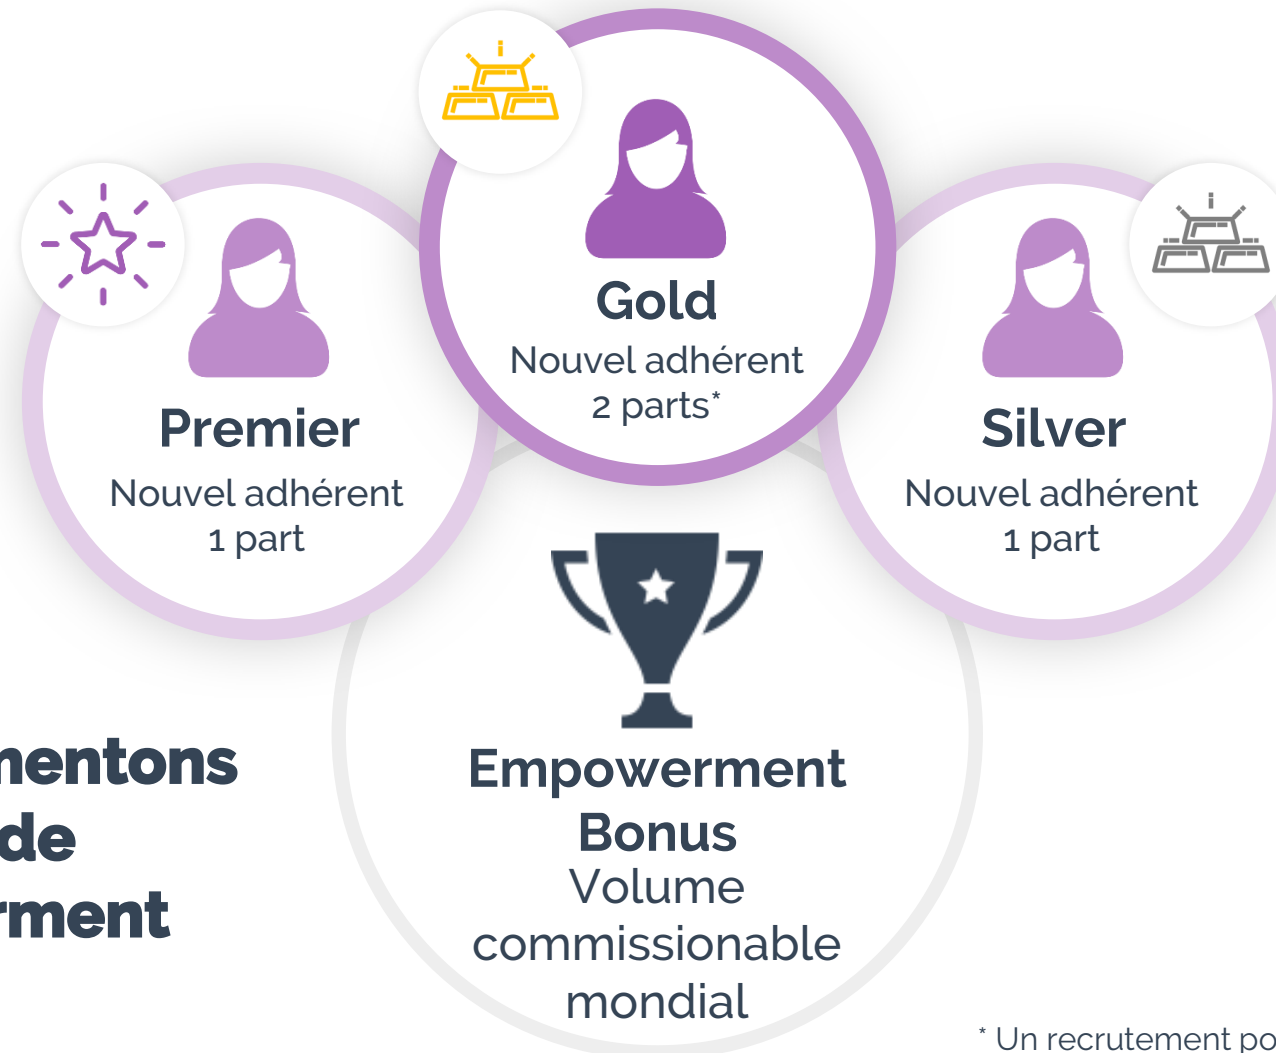 Gold
Nouvel adhérent
2 parts*
Premier
Nouvel adhérent
1 part
Silver
Nouvel adhérent
1 part
de
Empowerment
Bonus
Volume
commissionable
mondial
* Un recrutement